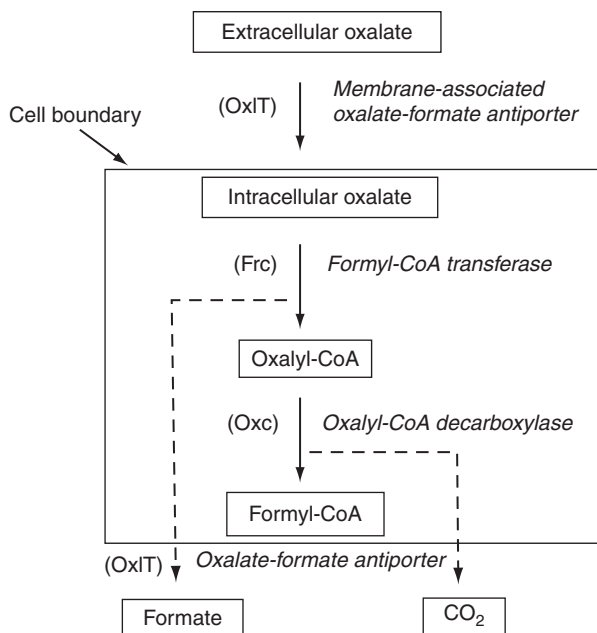 Extracellular oxalate
(OxlT)
Membrane-associated
oxalate-formate antiporter
Cell boundary
Intracellular oxalate
(Frc)
Formyl-CoA transferase
Oxalyl-CoA
(Oxc)
Oxalyl-CoA decarboxylase
Formyl-CoA
(OxlT)
Oxalate-formate antiporter
Formate
CO₂